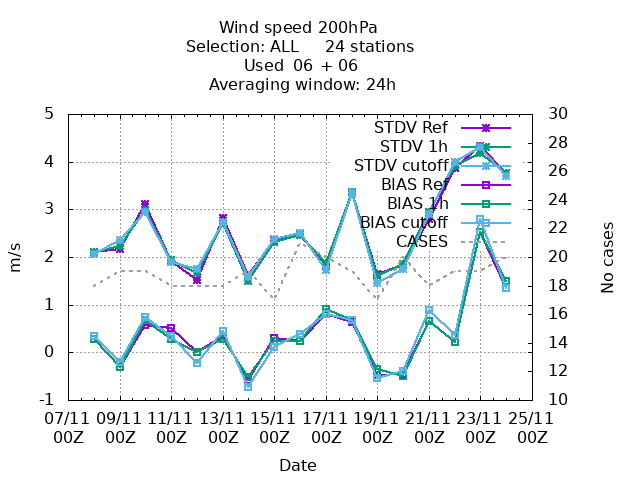 Wind speed 200hPa
Selection: ALL 24 stations
Used 06 + 06
Averaging window: 24h
5 30
28
4 26
24
3 22
20
2 18
1 16
14
0 12
-1 10
STDV Ref
STDV 1h
STDV cutoff
BIAS Ref
BIAS 1h
BIAS cutoff
CASES
m/s
No cases
07/11 09/11 11/11 13/11 15/11 17/11 19/11 21/11 23/11 25/11
00Z 00Z 00Z 00Z 00Z 00Z 00Z 00Z 00Z 00Z
Date